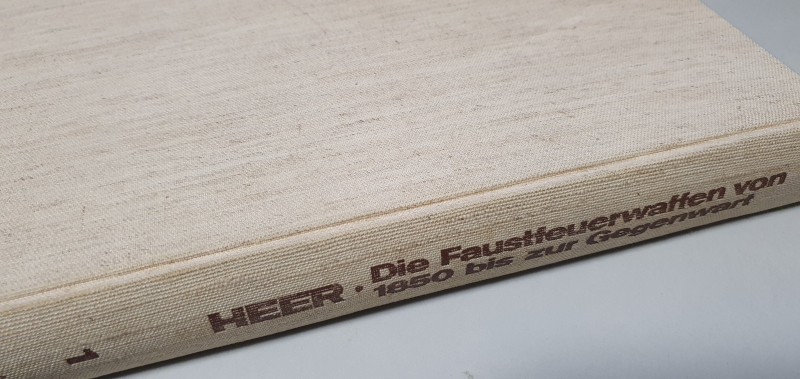 HEER · Die Faustfeuerwaffen von
1850 bis zur Gegenwart
1